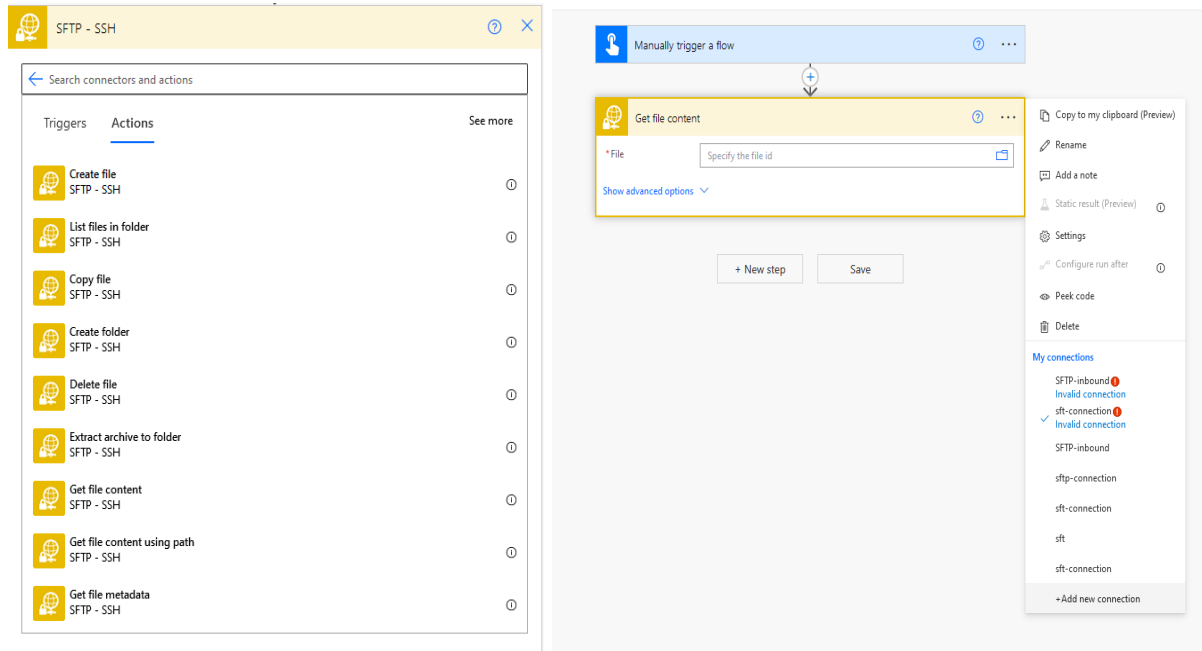 SFTP - SSH
Search connectors and actions
Triggers
Actions
See more
Create file
SFTP - SSH
List files in folder
SFTP - SSH
Copy file
SFTP - SSH
Create folder
SFTP - SSH
Delete file
SFTP - SSH
Extract archive to folder
SFTP - SSH
Get file content
SFTP - SSH
Get file content using path
SFTP - SSH
Get file metadata
SFTP - SSH
Manually trigger a flow
Get file content
*File
Specify the file id
Show advanced options
+ New step
Save
Copy to my clipboard (Preview)
Rename
Add a note
Static result (Preview)
Settings
Configure run after
Peek code
Delete
My connections
SFTP-inbound
Invalid connection
sft-connection
Invalid connection
SFTP-inbound
sftp-connection
sft-connection
sft
sft-connection
+Add new connection